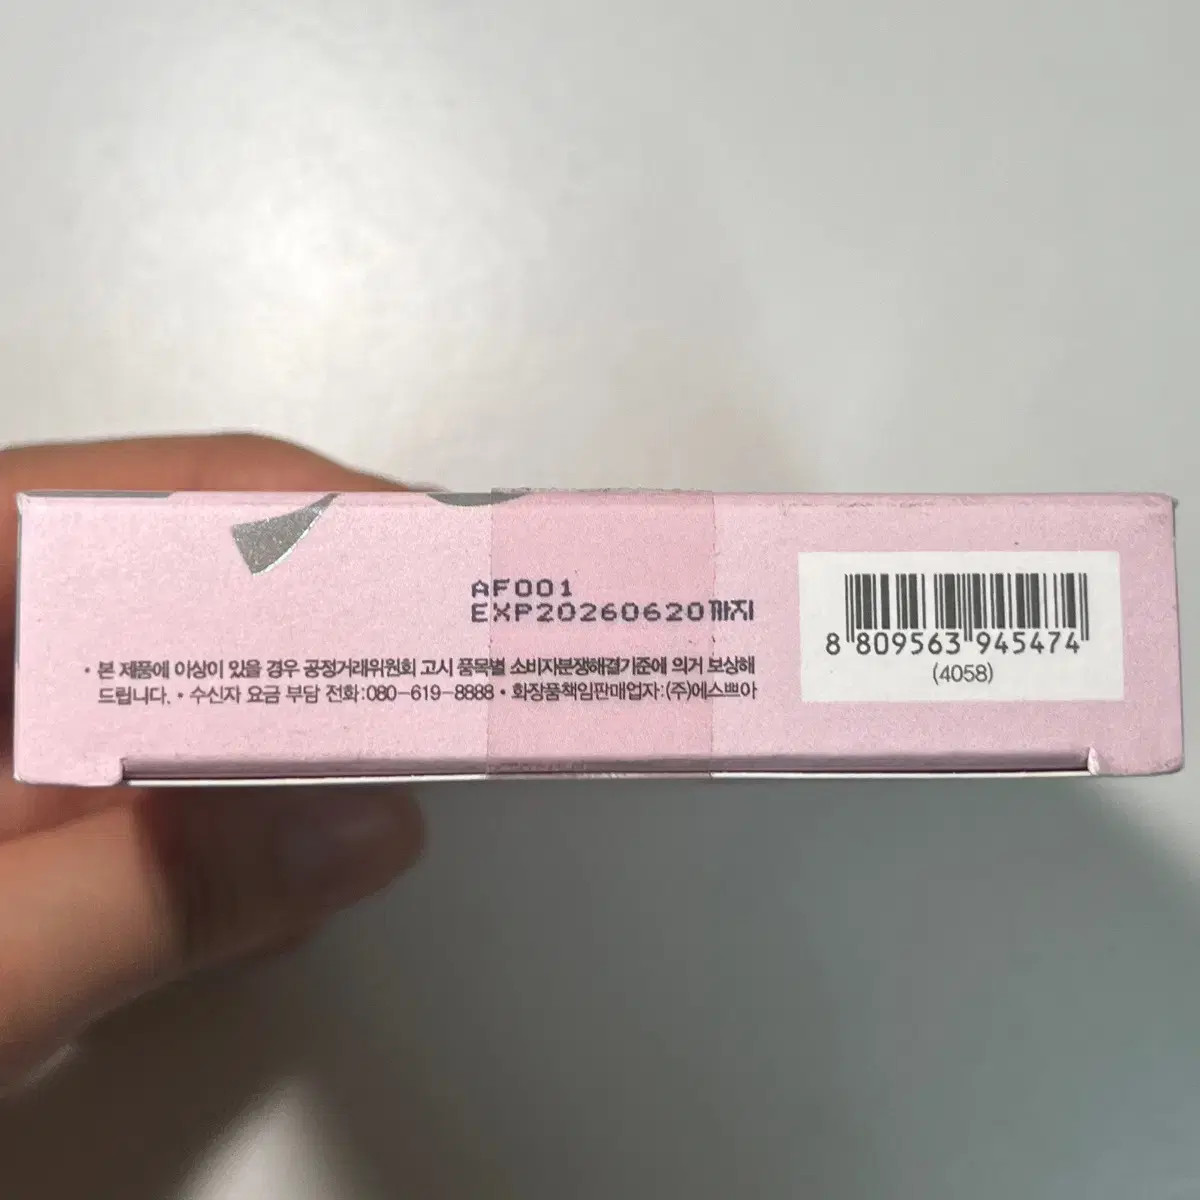 AF001
EXP20260620까지
• 본 제품에 이상이 있을 경우 공정거래위원회 고시 품목별 소비자분쟁해결기준에 의거 보상해
드립니다. • 수신자 요금 부담 전화:080-619-8888 • 화장품책임판매업자:(주)에스쁘아
8 809563 945474
(4058)